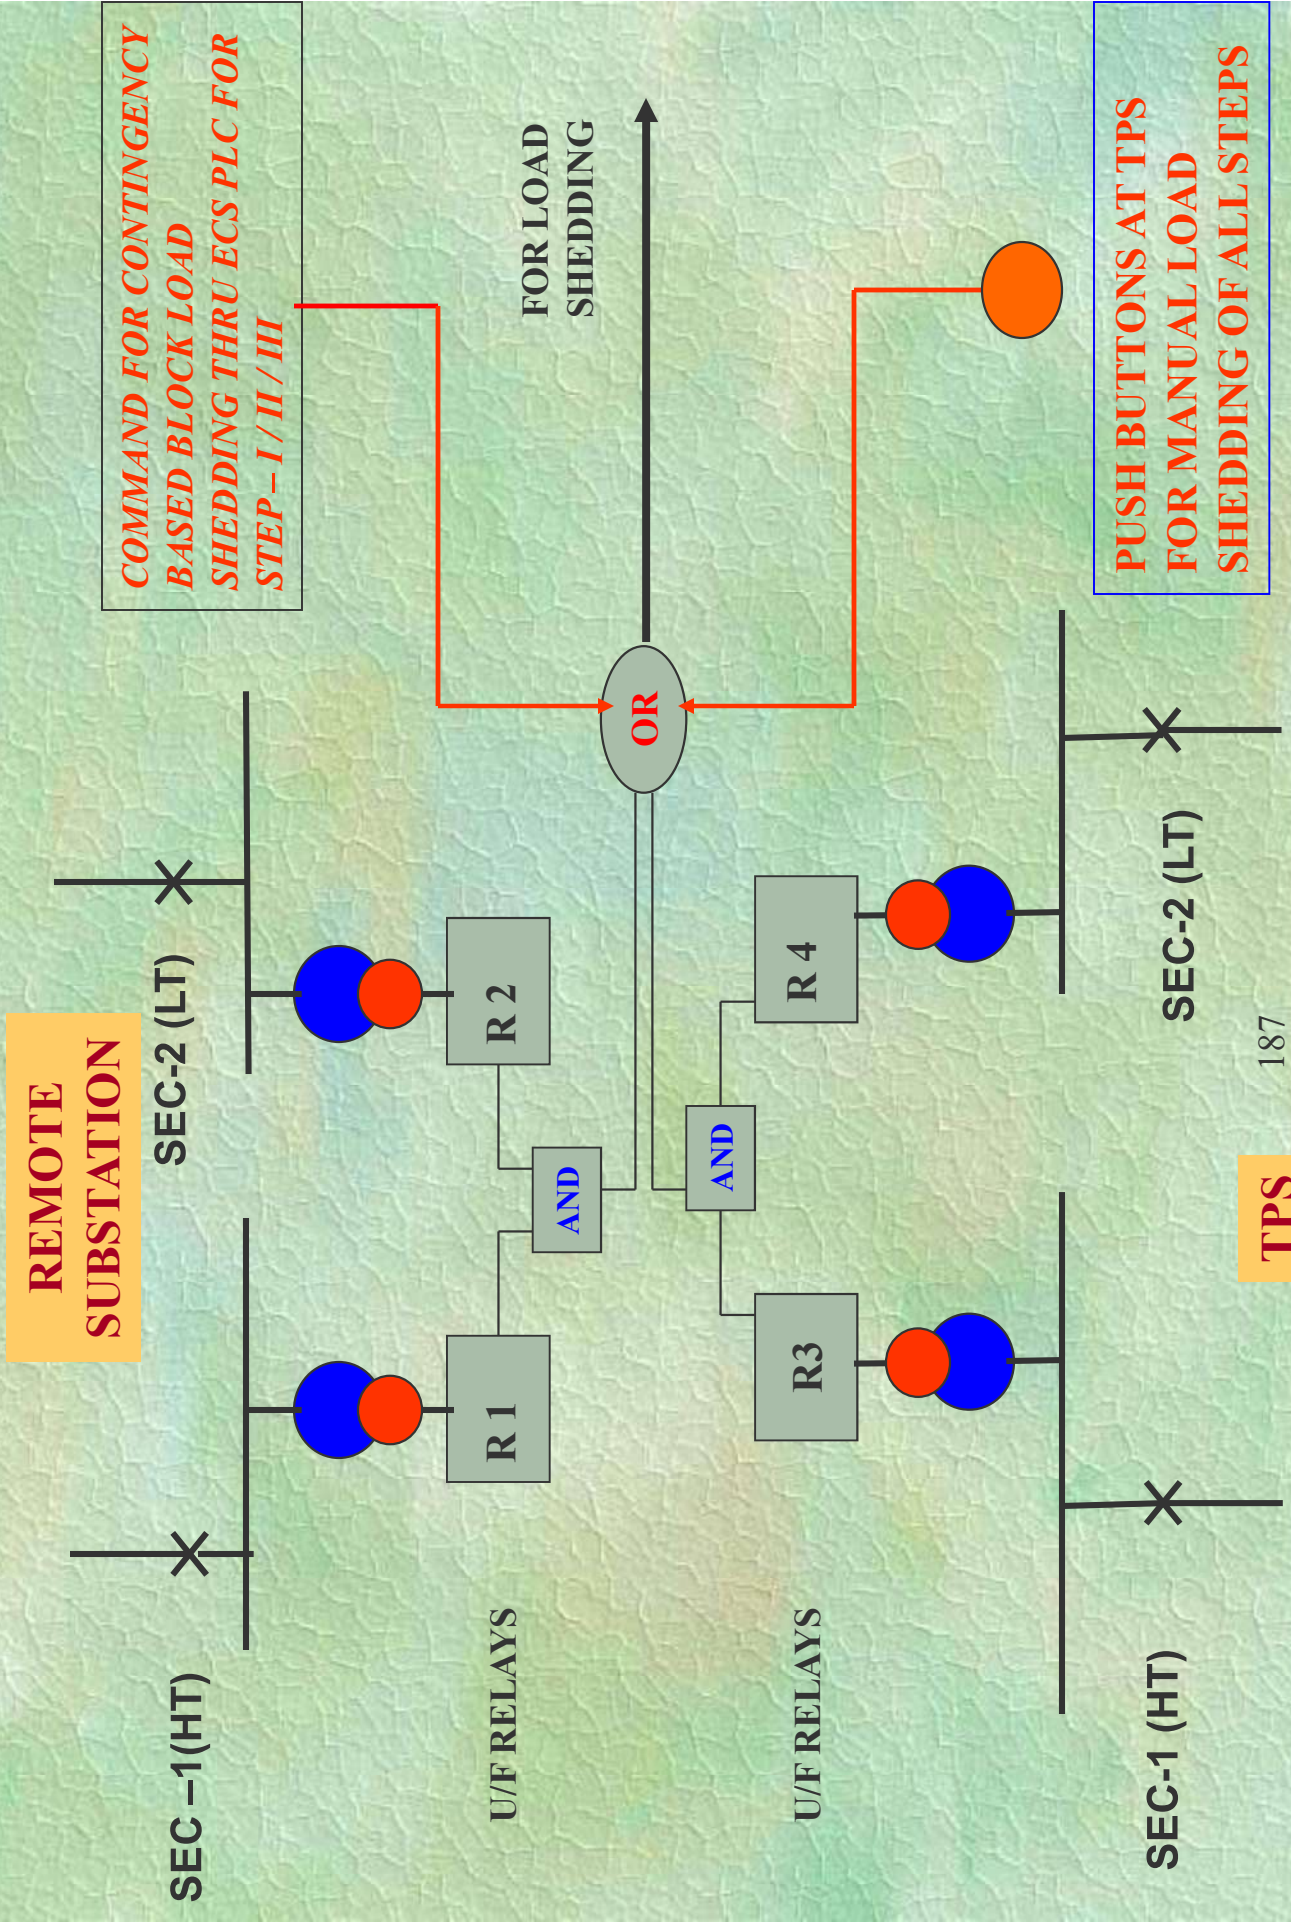 REMOTE
SUBSTATION
SEC –1(HT)
SEC-2 (LT)
COMMAND FOR CONTINGENCY
BASED BLOCK LOAD
SHEDDING THRU ECS PLC FOR
STEP – I / II / III
U/F RELAYS
R 1
R 2
AND
FOR LOAD
SHEDDING
OR
AND
U/F RELAYS
R3
R 4
SEC-1 (HT)
SEC-2 (LT)
PUSH BUTTONS AT TPS
FOR MANUAL LOAD
SHEDDING OF ALL STEPS
TPS
187